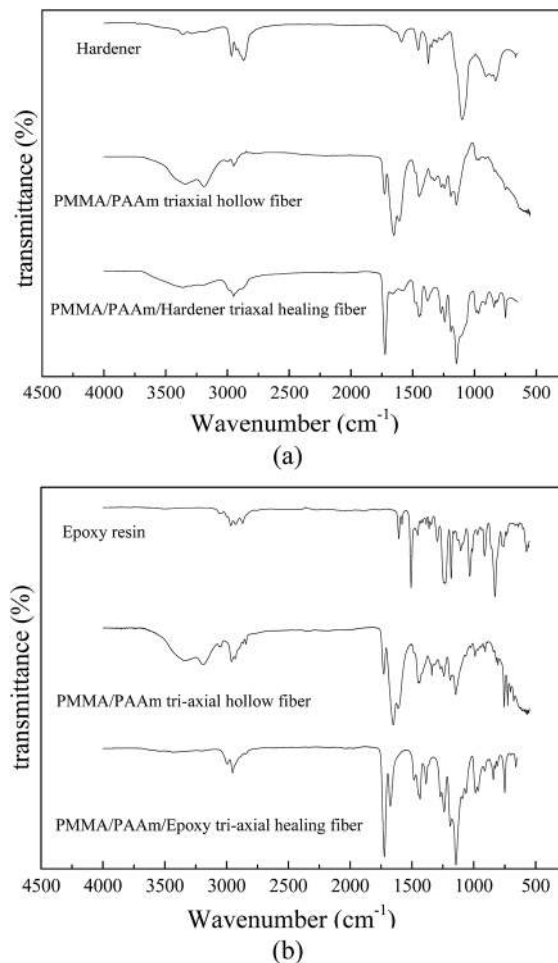 Hardener
PMMA/PAAm triaxial hollow fiber
PMMA/PAAm/Hardener triaxal healing fiber
transmittance (%)
4500 4000 3500 3000 2500 2000 1500 1000 500
Wavenumber (cm⁻¹)
(a)
Epoxy resin
PMMA/PAAm tri-axial hollow fiber
PMMA/PAAm/Epoxy tri-axial healing fiber
transmittance (%)
4500 4000 3500 3000 2500 2000 1500 1000 500
Wavenumber (cm⁻¹)
(b)